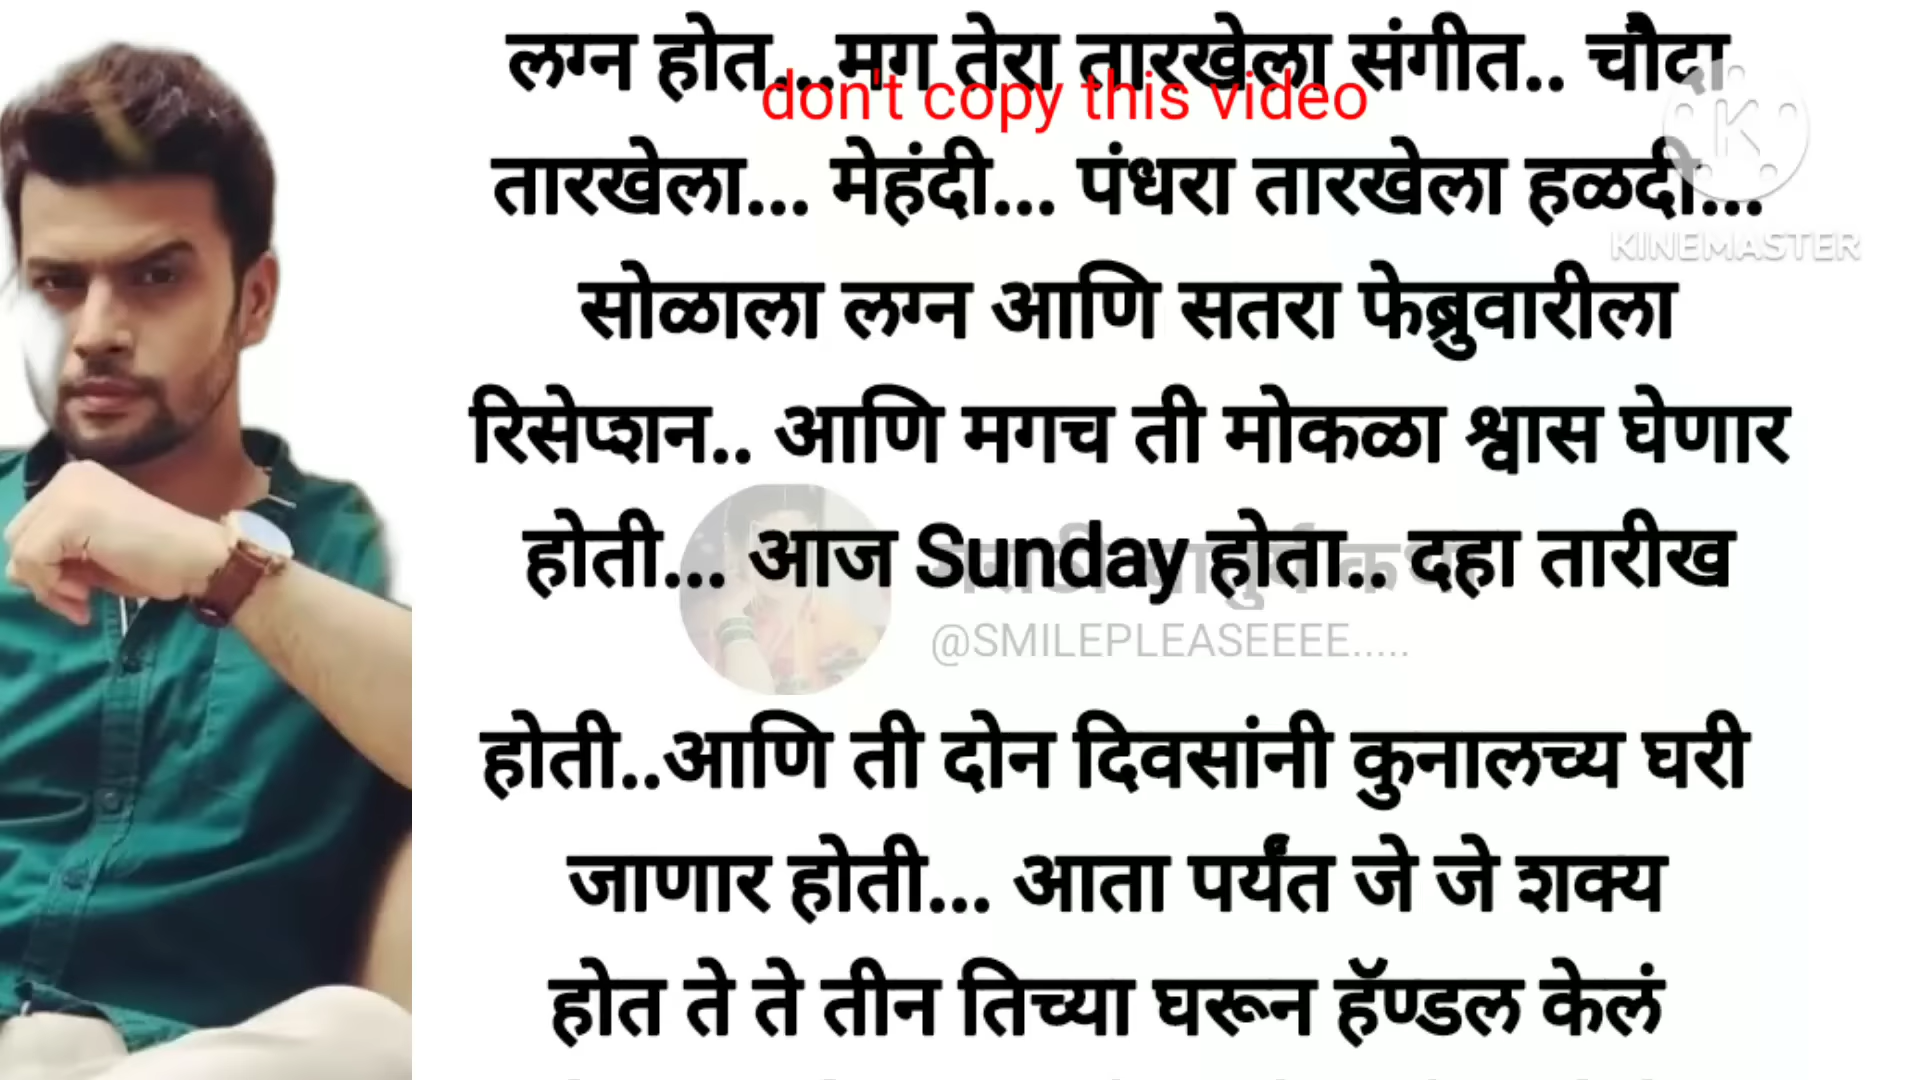 लग्न होत...मग तेरा तारखेला संगीत.. चौदा
don't copy this video
तारखेला... मेहंदी... पंधरा तारखेला हळदी...
KINEMASTER
सोळाला लग्न आणि सतरा फेब्रुवारीला
रिसेप्शन.. आणि मगच ती मोकळा श्वास घेणार
होती... आज Sunday होता.. दहा तारीख
@SMILEPLEASEEEE.....
होती..आणि ती दोन दिवसांनी कुनालच्य घरी
जाणार होती... आता पर्यंत जे जे शक्य
होत ते ते तीन तिच्या घरून हॅण्डल केलं